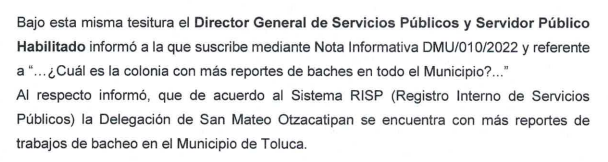 Bajo esta misma tesitura el Director General de Servicios Públicos y Servidor Público
Habilitado informó a la que suscribe mediante Nota Informativa DMU/010/2022 y referente
a “…¿Cuál es la colonia con más reportes de baches en todo el Municipio?...”
Al respecto informó, que de acuerdo al Sistema RISP (Registro Interno de Servicios
Públicos) la Delegación de San Mateo Otzacatipan se encuentra con más reportes de
trabajos de bacheo en el Municipio de Toluca.